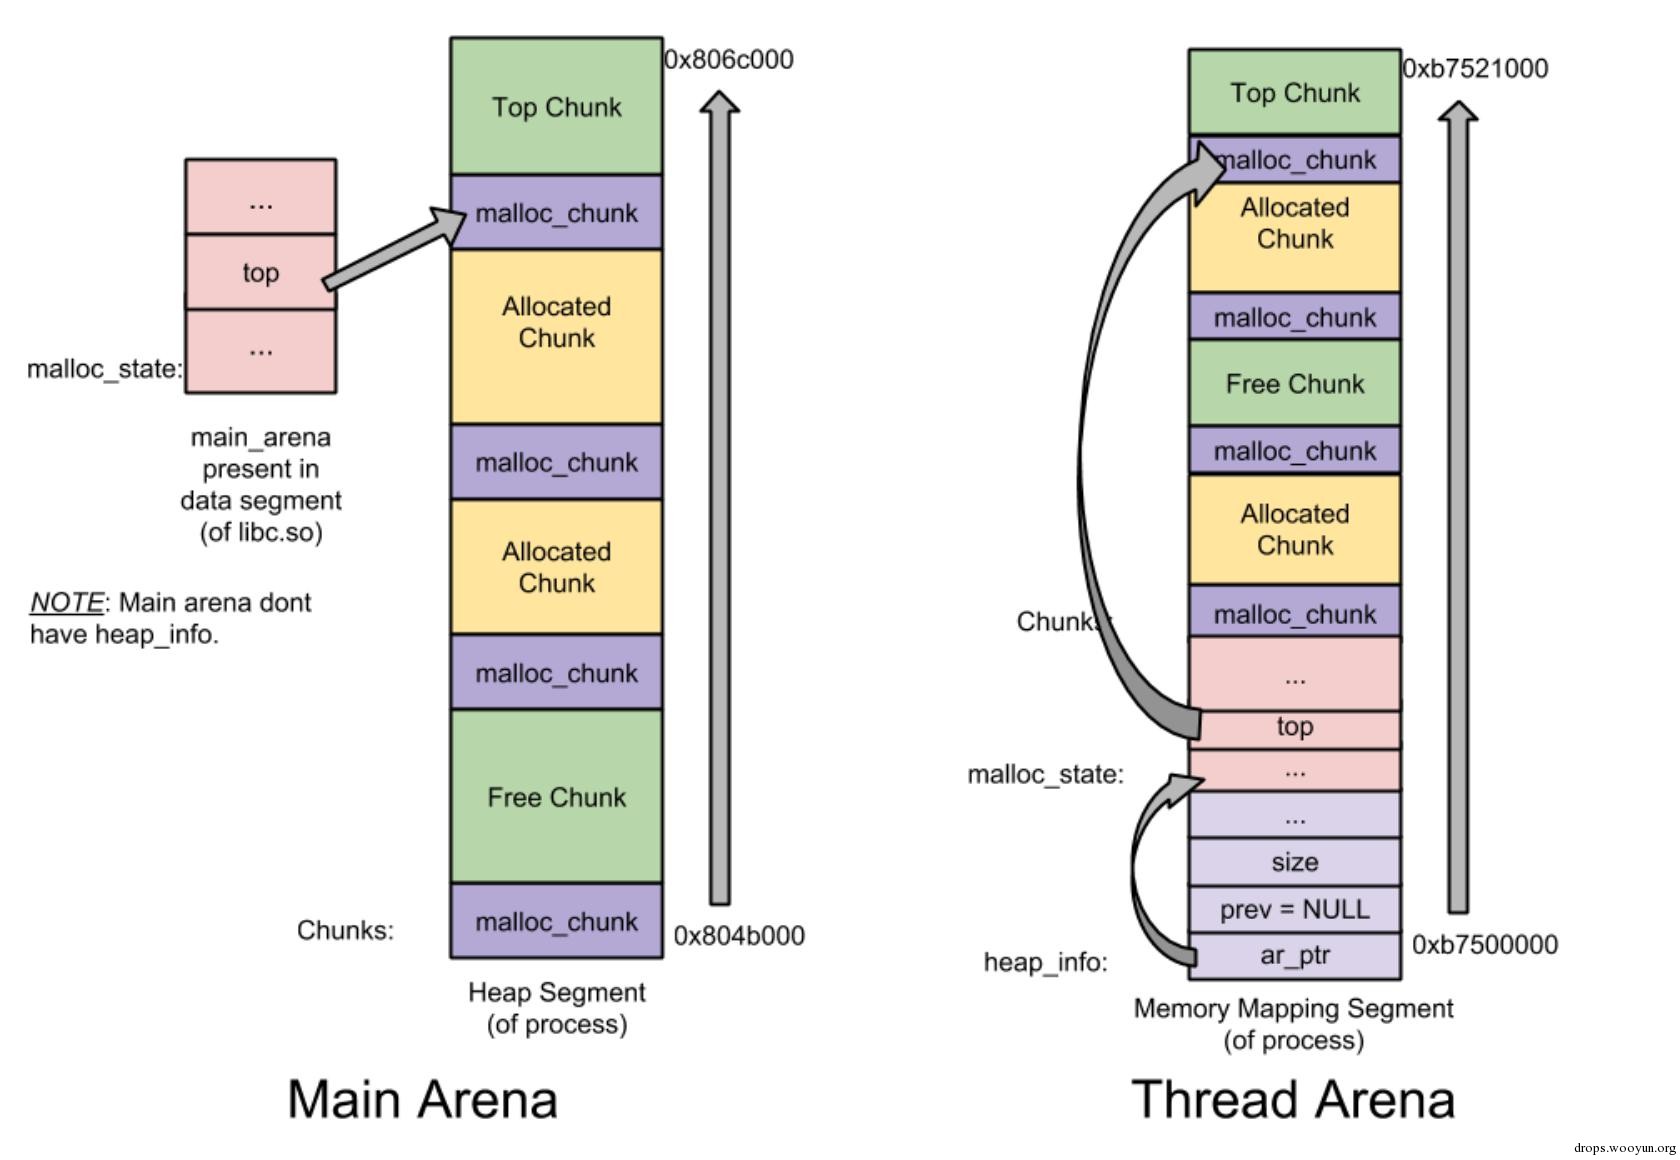 0x806c000
Top Chunk
malloc_chunk
Allocated
Chunk
malloc_chunk
Allocated
Chunk
malloc_chunk
Free Chunk
malloc_chunk
Chunks:
0x804b000
Heap Segment
(of process)
...
top
...
malloc_state:
main_arena
present in
data segment
(of libc.so)
NOTE: Main arena dont
have heap_info.
Main Arena
0xb7521000
Top Chunk
malloc_chunk
Allocated
Chunk
malloc_chunk
Free Chunk
malloc_chunk
Allocated
Chunk
malloc_chunk
Chunks:
...
top
...
malloc_state:
...
size
prev = NULL
ar_ptr
heap_info:
0xb7500000
Memory Mapping Segment
(of process)
Thread Arena
drops.wooyun.org